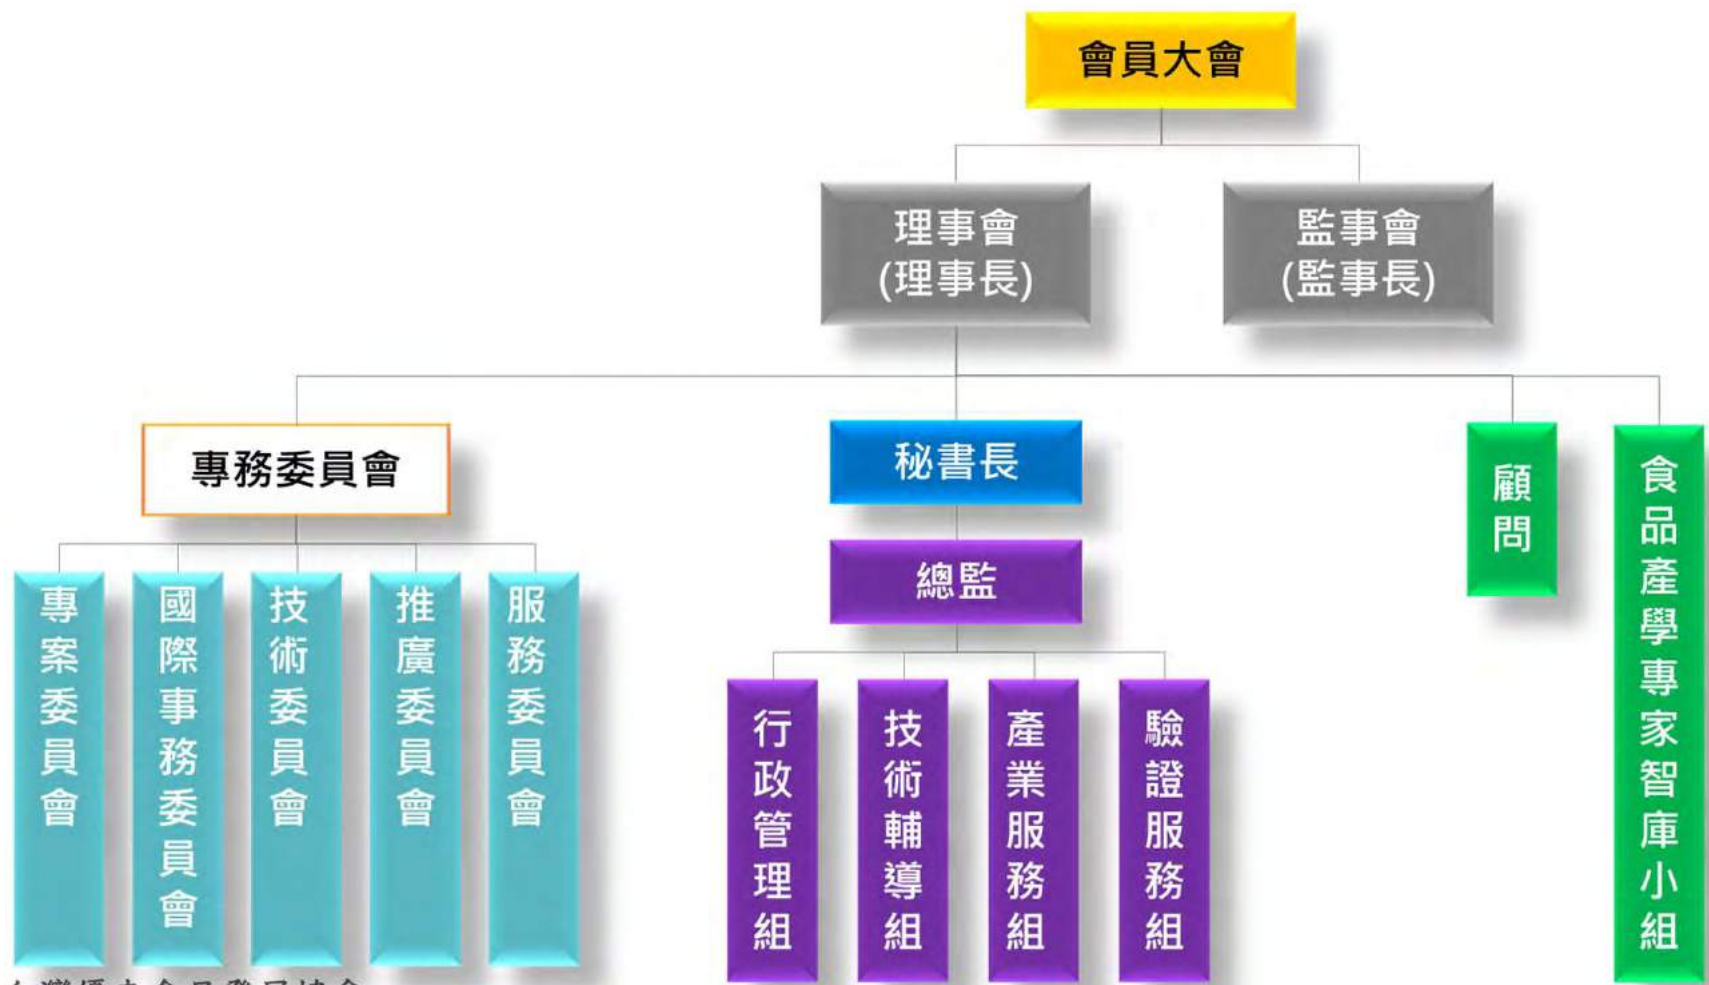 會員大會
理事會
(理事長)
監事會
(監事長)
專務委員會
秘書長
顧問
食品產學專家智庫小組
總監
專案委員會
國際事務委員會
技術委員會
推廣委員會
服務委員會
行政管理組
技術輔導組
產業服務組
驗證服務組